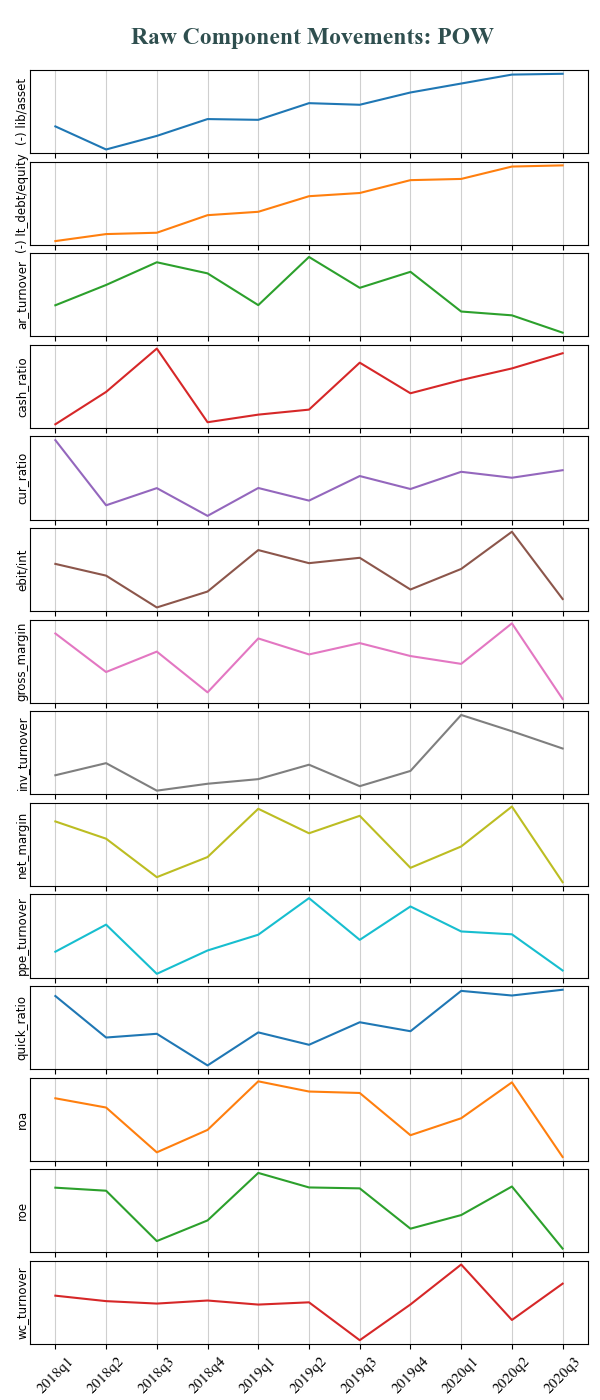 Raw Component Movements: POW
(-) lib/asset
(-) lt_debt/equity
ar_turnover
cash_ratio
cur_ratio
ebit/int
gross_margin
inv_turnover
net_margin
ppe_turnover
quick_ratio
roa
roe
wc_turnover
2018q1 2018q2 2018q3 2018q4 2019q1 2019q2 2019q3 2019q4 2020q1 2020q2 2020q3